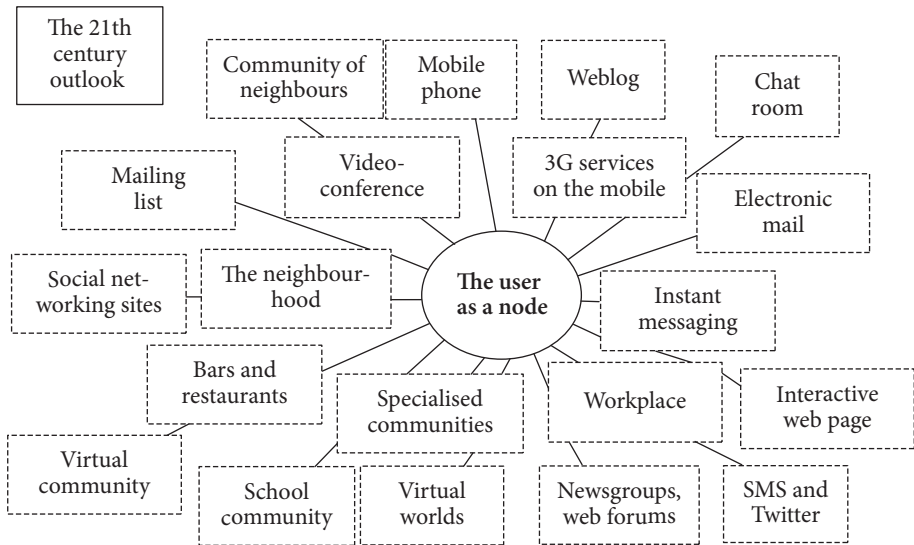 The 21th
century
outlook
Community of
neighbours
Mobile
phone
Weblog
Chat
room
Video-
conference
3G services
on the mobile
Mailing
list
Electronic
mail
Social net-
working sites
The neighbour-
hood
The user
as a node
Instant
messaging
Bars and
restaurants
Specialised
communities
Workplace
Interactive
web page
Virtual
community
School
community
Virtual
worlds
Newsgroups,
web forums
SMS and
Twitter